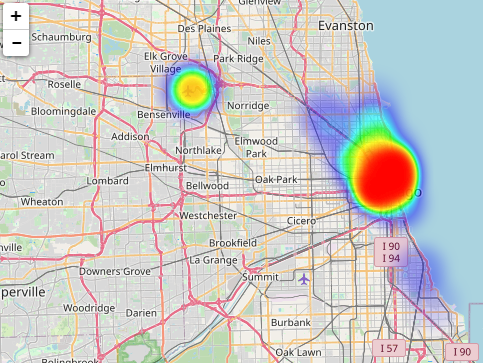 +
−
Glenview
Evanston
Schaumburg
Des Plaines
Niles
Elk Grove
Village
Park Ridge
Roselle
Norridge
Bloomingdale
Bensenville
Addison
Northlake
Elmwood
Park
arol Stream
Elmhurst
Lombard
Bellwood
Oak Park
O
Wheaton
Westchester
Cicero
Brookfield
I 90
I 94
nville
La Grange
Downers Grove
Summit
perville
Woodridge
Darien
Burbank
I 57
I 90
Oak Lawn
Bolingbrook